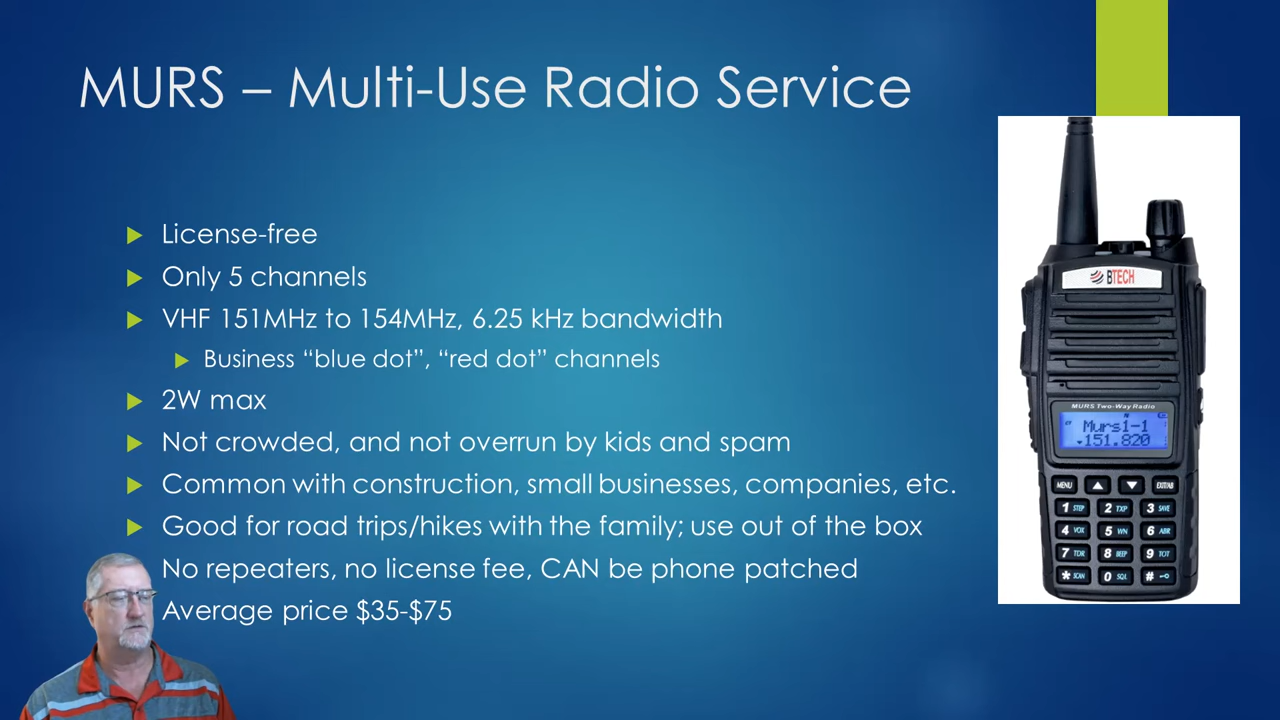 MURS – Multi-Use Radio Service
License-free
Only 5 channels
VHF 151MHz to 154MHz, 6.25 kHz bandwidth
Business “blue dot”, “red dot” channels
2W max
Not crowded, and not overrun by kids and spam
Common with construction, small businesses, companies, etc.
Good for road trips/hikes with the family; use out of the box
No repeaters, no license fee, CAN be phone patched
Average price $35-$75
BTECH
MURS Two-Way Radio
N
Murs1-1
151.820
MENU EXIT/AB
1 STEP 2 TXP 3 SAVE
4 VOX 5 WN 6 ABR
7 TDR 8 BEEP 9 TOT
* SCAN 0 SQL #